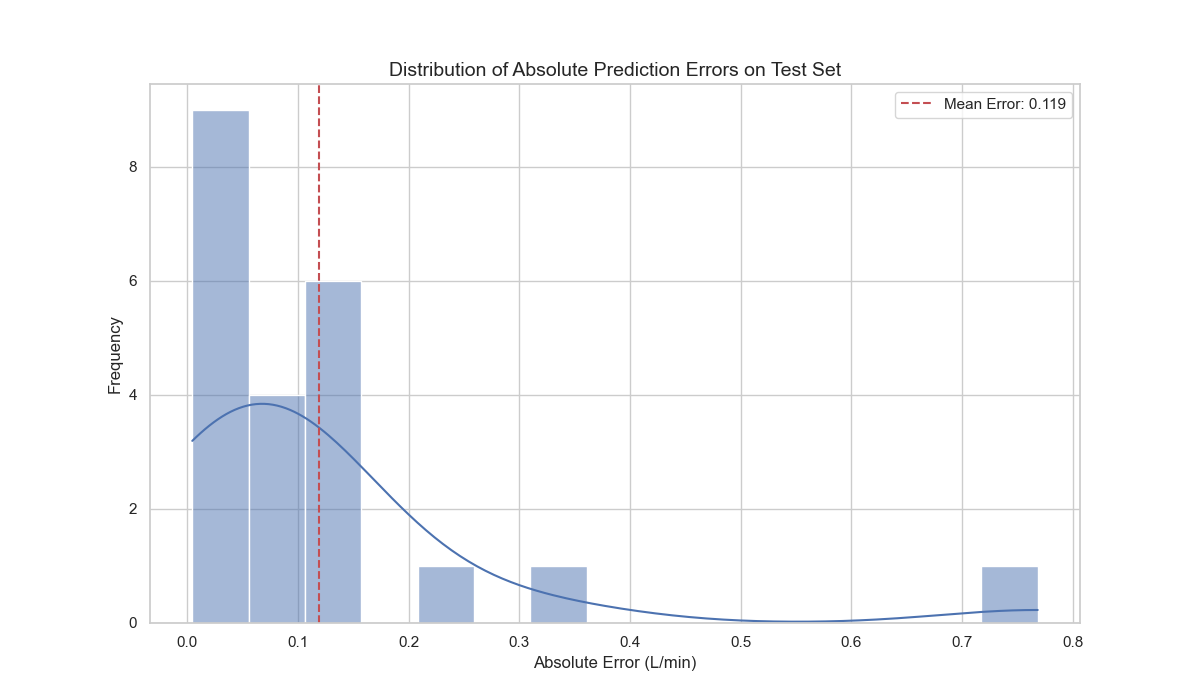 Distribution of Absolute Prediction Errors on Test Set
Mean Error: 0.119
Frequency
8
6
4
2
0
0.0 0.1 0.2 0.3 0.4 0.5 0.6 0.7 0.8
Absolute Error (L/min)